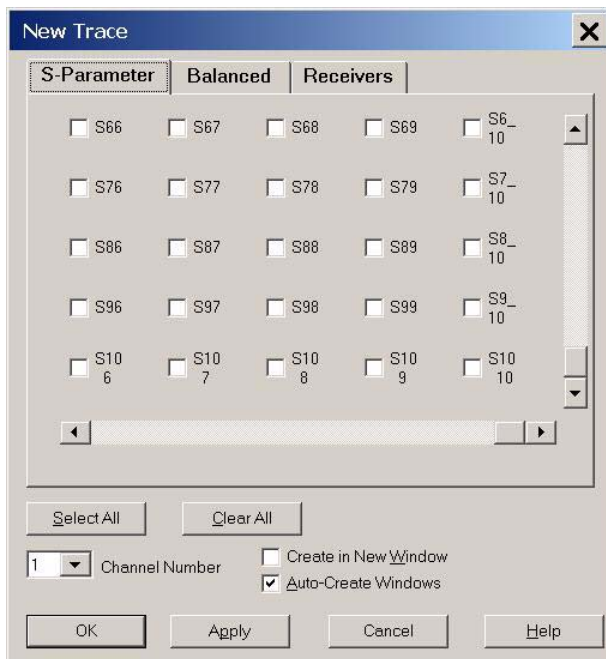 New Trace
S-Parameter Balanced Receivers
S66 S67 S68 S69 S6_
10
S76 S77 S78 S79 S7_
10
S86 S87 S88 S89 S8_
10
S96 S97 S98 S99 S9_
10
S10 S10 S10 S10 S10
6 7 8 9 10
Select All Clear All
1 Channel Number
Create in New Window
Auto-Create Windows
OK Apply Cancel Help